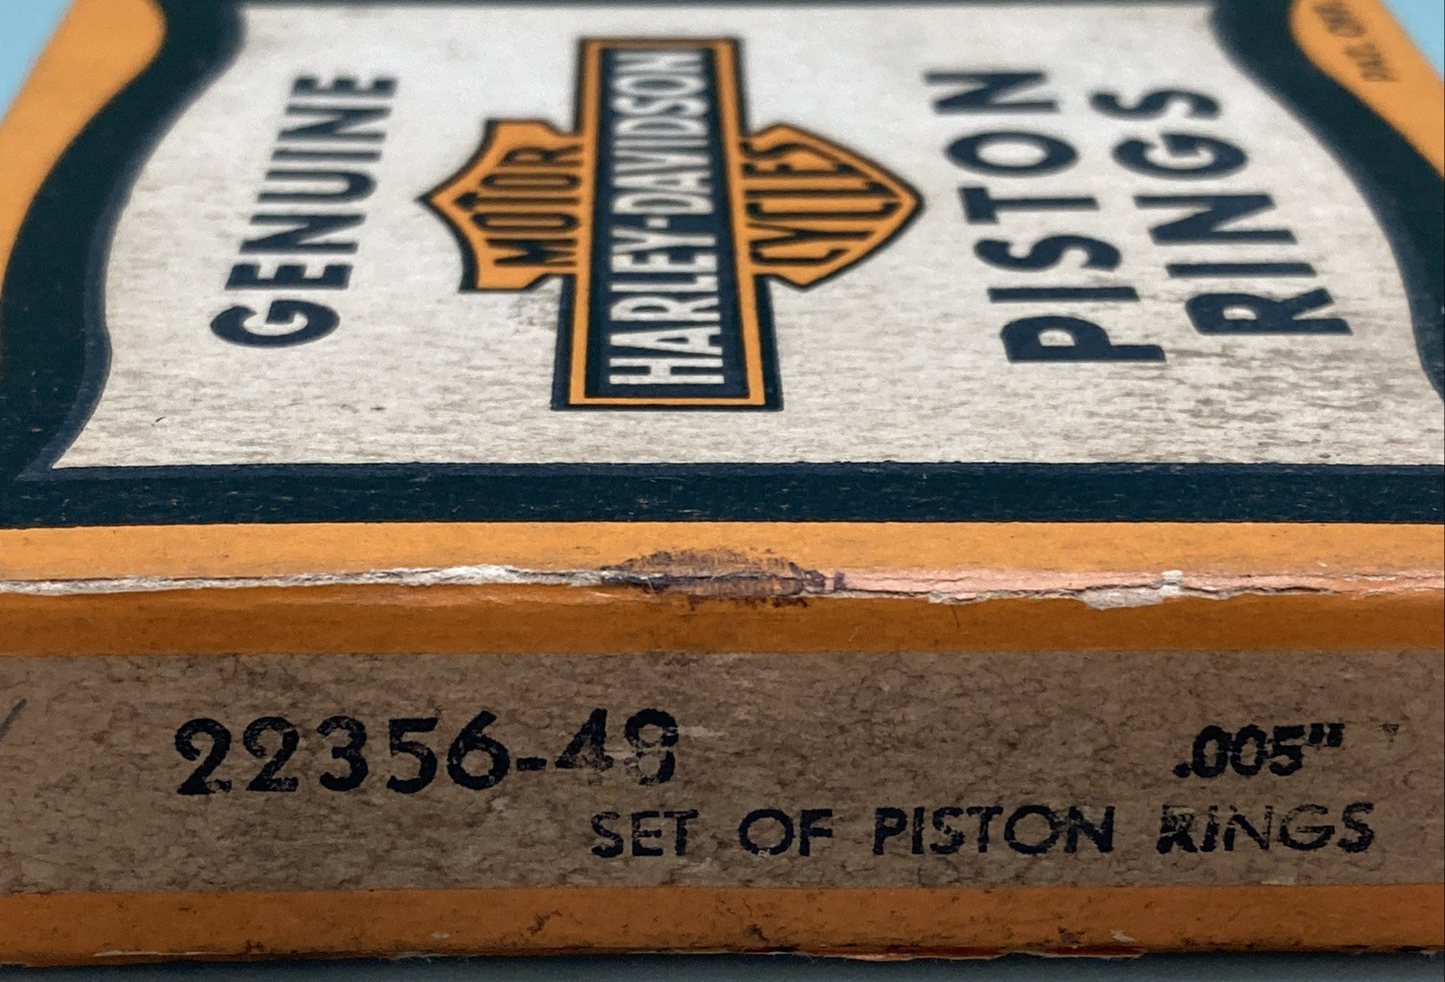 GENUINE
MOTOR
HARLEY-DAVIDSON
CYCLES
PISTON
RINGS
22356-48
.005"
SET OF PISTON RINGS